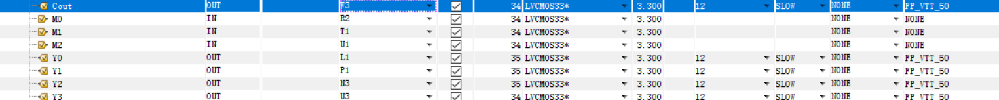 Cout OUT W3 34 LVCMOS33* 3.300 12 SLOW NONE FP_VTT_50
M0 IN R2 34 LVCMOS33* 3.300 NONE NONE
M1 IN T1 34 LVCMOS33* 3.300 NONE NONE
M2 IN U1 34 LVCMOS33* 3.300 NONE NONE
Y0 OUT L1 35 LVCMOS33* 3.300 12 SLOW NONE FP_VTT_50
Y1 OUT P1 35 LVCMOS33* 3.300 12 SLOW NONE FP_VTT_50
Y2 OUT N3 35 LVCMOS33* 3.300 12 SLOW NONE FP_VTT_50
Y3 OUT U3 34 LVCMOS33* 3.300 12 SLOW NONE FP_VTT_50